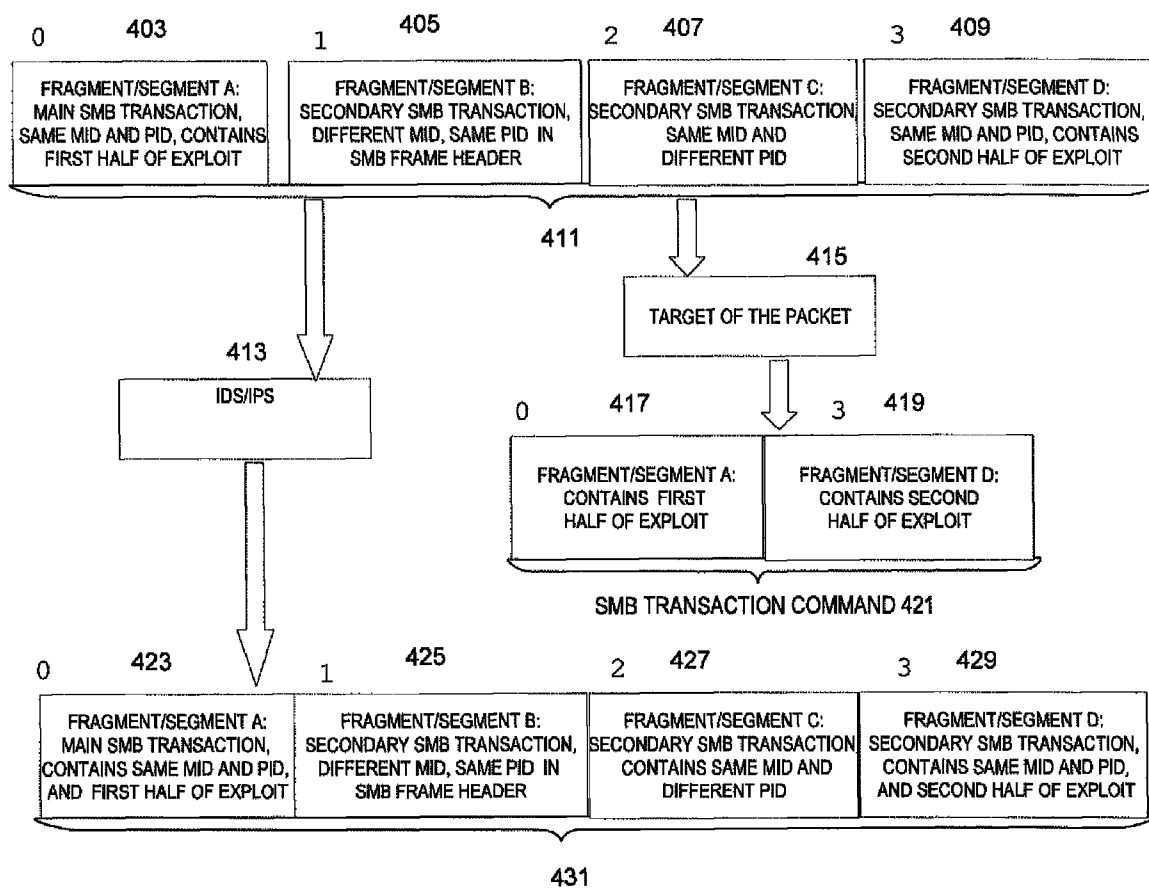 0 403 1 405 2 407 3 409
FRAGMENT/SEGMENT A:
MAIN SMB TRANSACTION,
SAME MID AND PID, CONTAINS
FIRST HALF OF EXPLOIT
FRAGMENT/SEGMENT B:
SECONDARY SMB TRANSACTION,
DIFFERENT MID, SAME PID IN
SMB FRAME HEADER
FRAGMENT/SEGMENT C:
SECONDARY SMB TRANSACTION,
SAME MID AND
DIFFERENT PID
FRAGMENT/SEGMENT D:
SECONDARY SMB TRANSACTION,
SAME MID AND PID, CONTAINS
SECOND HALF OF EXPLOIT
411
415
TARGET OF THE PACKET
413
IDS/IPS
0 417 3 419
FRAGMENT/SEGMENT A:
CONTAINS FIRST
HALF OF EXPLOIT
FRAGMENT/SEGMENT D:
CONTAINS SECOND
HALF OF EXPLOIT
SMB TRANSACTION COMMAND 421
0 423 1 425 2 427 3 429
FRAGMENT/SEGMENT A:
MAIN SMB TRANSACTION,
CONTAINS SAME MID AND PID,
AND FIRST HALF OF EXPLOIT
FRAGMENT/SEGMENT B:
SECONDARY SMB TRANSACTION,
DIFFERENT MID, SAME PID IN
SMB FRAME HEADER
FRAGMENT/SEGMENT C:
SECONDARY SMB TRANSACTION,
CONTAINS SAME MID AND
DIFFERENT PID
FRAGMENT/SEGMENT D:
SECONDARY SMB TRANSACTION,
CONTAINS SAME MID AND PID,
AND SECOND HALF OF EXPLOIT
431